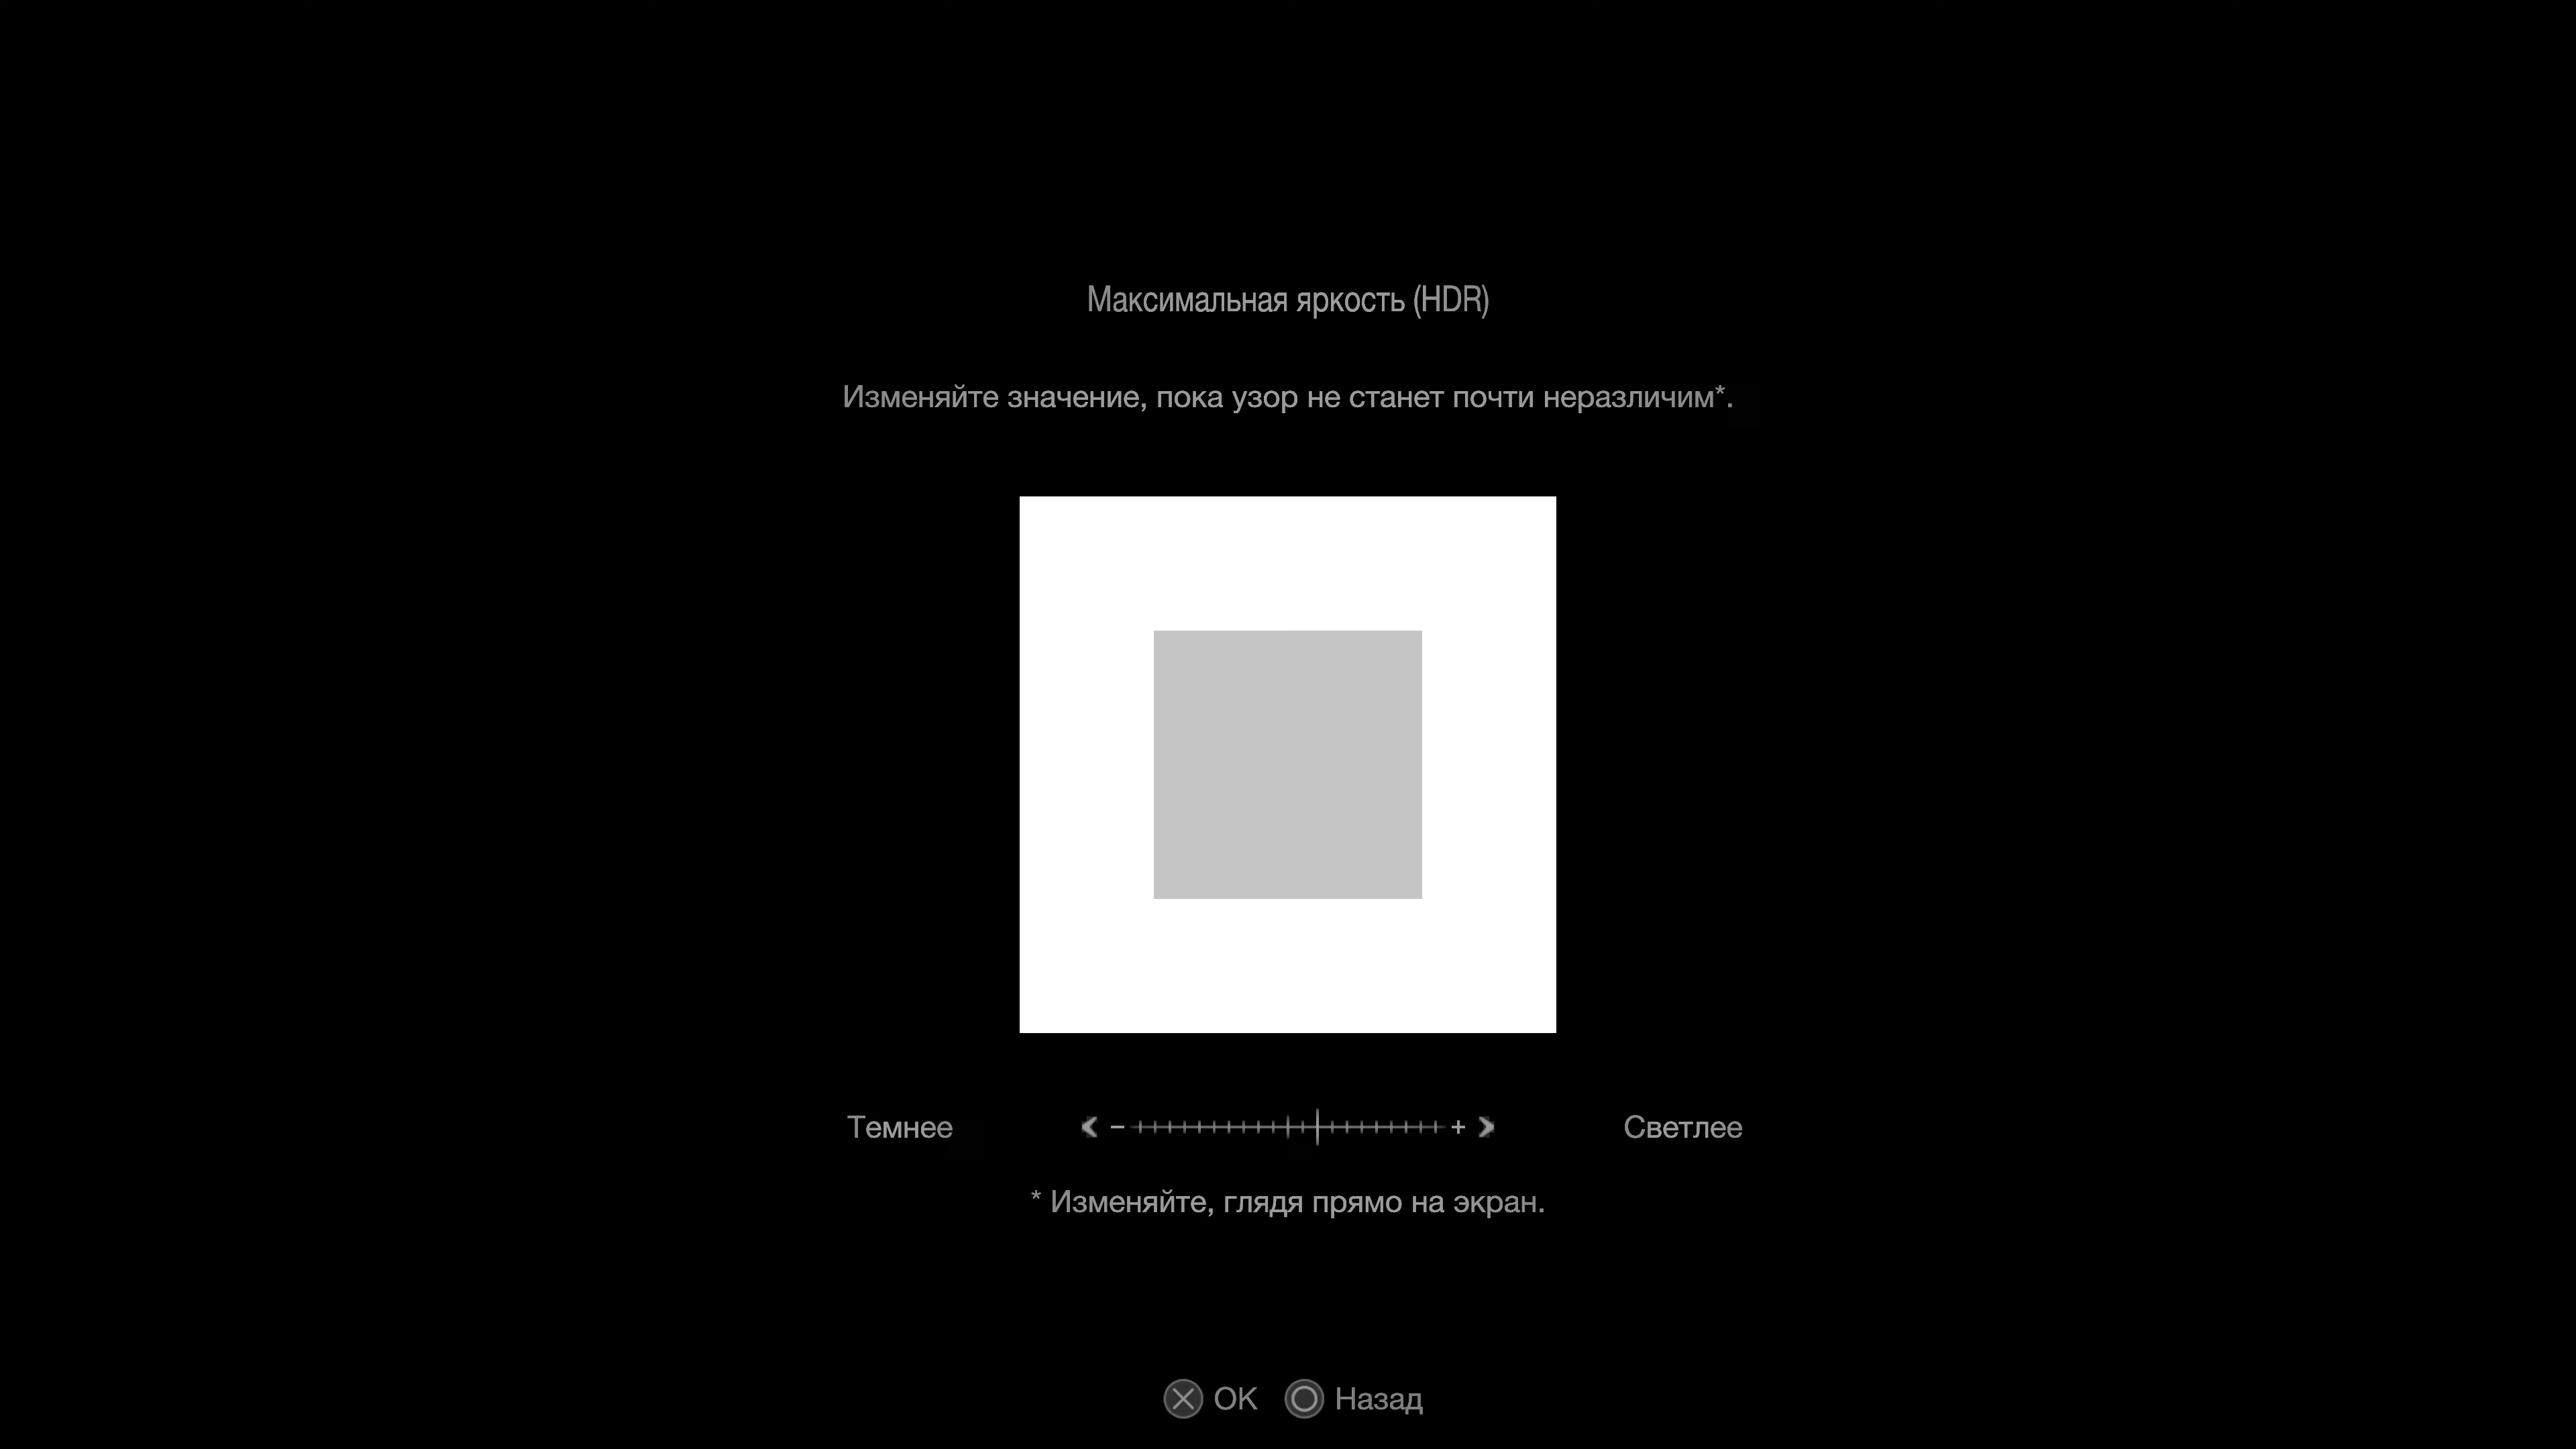 Максимальная яркость (HDR)
Изменяйте значение, пока узор не станет почти неразличим*.
Темнее − + Светлее
* Изменяйте, глядя прямо на экран.
OK Назад